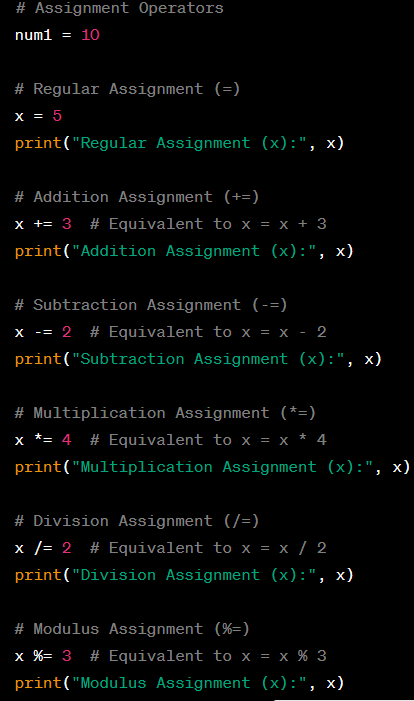 # Assignment Operators
num1 = 10
# Regular Assignment (=)
x = 5
print("Regular Assignment (x):", x)
# Addition Assignment (+=)
x += 3  # Equivalent to x = x + 3
print("Addition Assignment (x):", x)
# Subtraction Assignment (-=)
x -= 2  # Equivalent to x = x - 2
print("Subtraction Assignment (x):", x)
# Multiplication Assignment (*=)
x *= 4  # Equivalent to x = x * 4
print("Multiplication Assignment (x):", x)
# Division Assignment (/=)
x /= 2  # Equivalent to x = x / 2
print("Division Assignment (x):", x)
# Modulus Assignment (%=)
x %= 3  # Equivalent to x = x % 3
print("Modulus Assignment (x):", x)